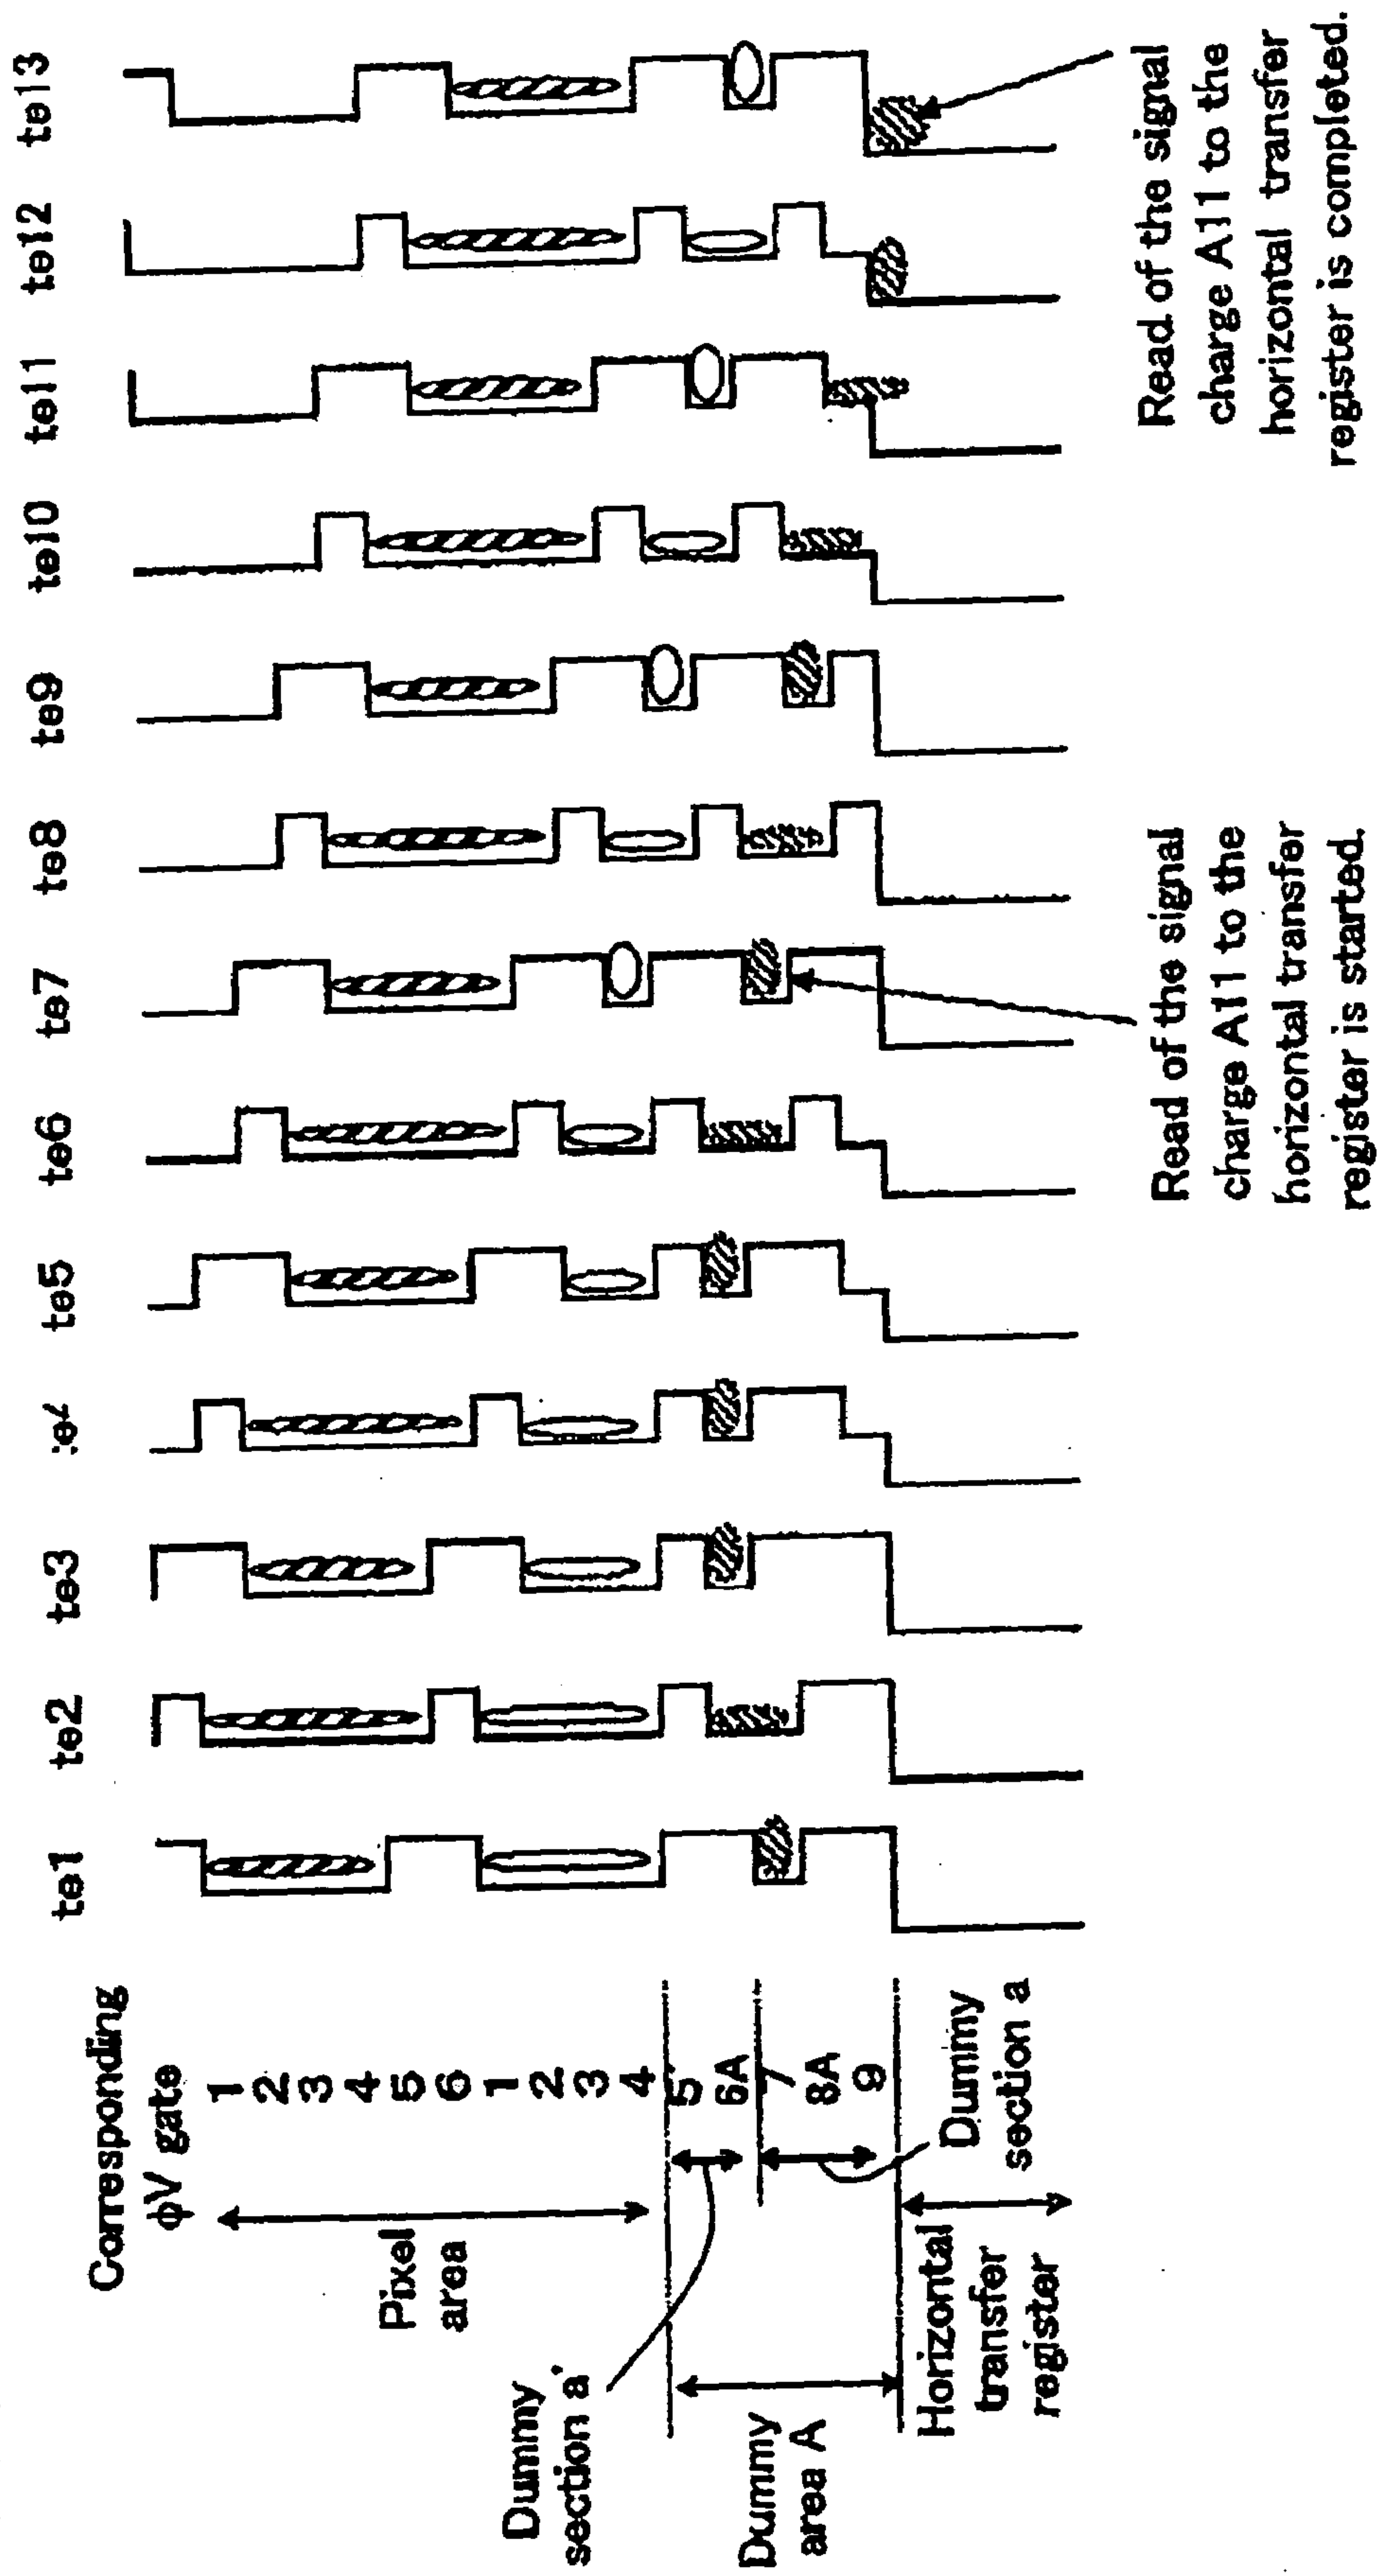 Corresponding
φV gate
1
2
3
4
5
6
1
2
3
4
5
6A
7
8A
9
Pixel
area
Dummy
section a'
Dummy
area A
Dummy
section a
Horizontal
transfer
register
te1
te2
te3
te5
te6
te7
te8
te9
te10
te11
te12
te13
Read of the signal
charge A11 to the
horizontal transfer
register is started.
Read of the signal
charge A11 to the
horizontal transfer
register is completed.